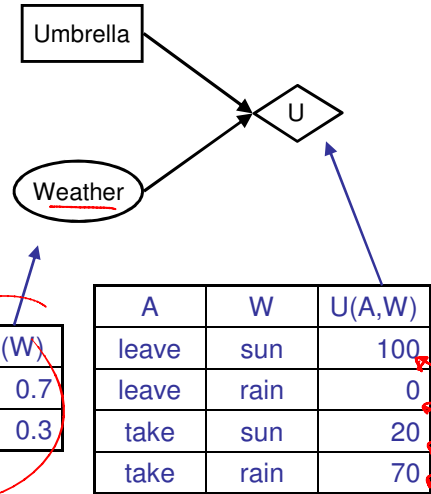 Umbrella
U
Weather
(W)
0.7
0.3
A W U(A,W)
leave sun 100
leave rain 0
take sun 20
take rain 70